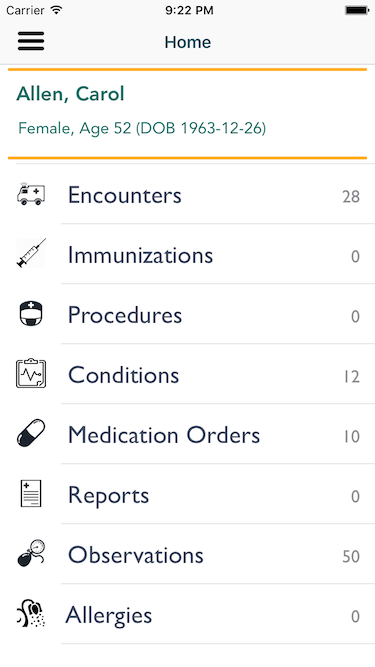 Carrier 9:22 PM
Home
Allen, Carol
Female, Age 52 (DOB 1963-12-26)
Encounters 28
Immunizations 0
Procedures 0
Conditions 12
Medication Orders 10
Reports 0
Observations 50
Allergies 0